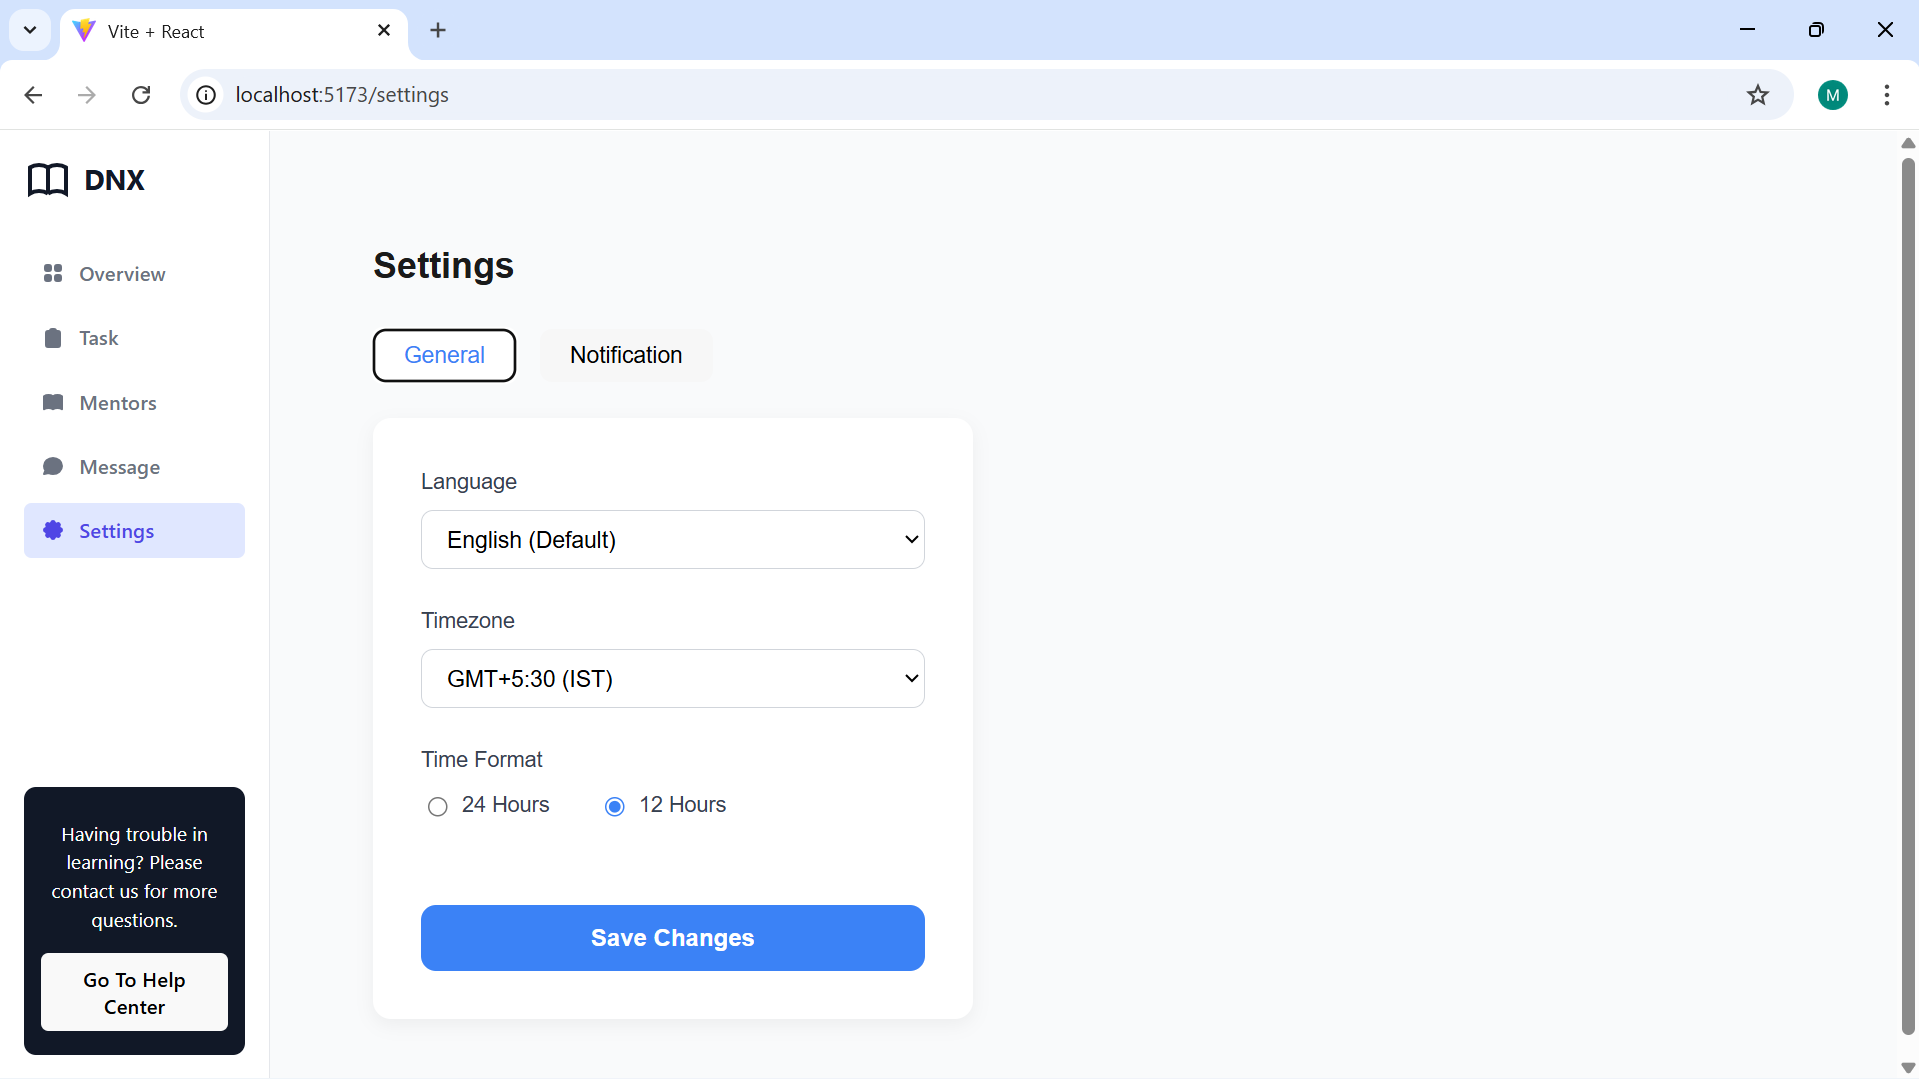 Vite + React
localhost:5173/settings
M
DNX
Overview
Task
Mentors
Message
Settings
Having trouble in
learning? Please
contact us for more
questions.
Go To Help
Center
Settings
General
Notification
Language
English (Default)
Timezone
GMT+5:30 (IST)
Time Format
24 Hours
12 Hours
Save Changes